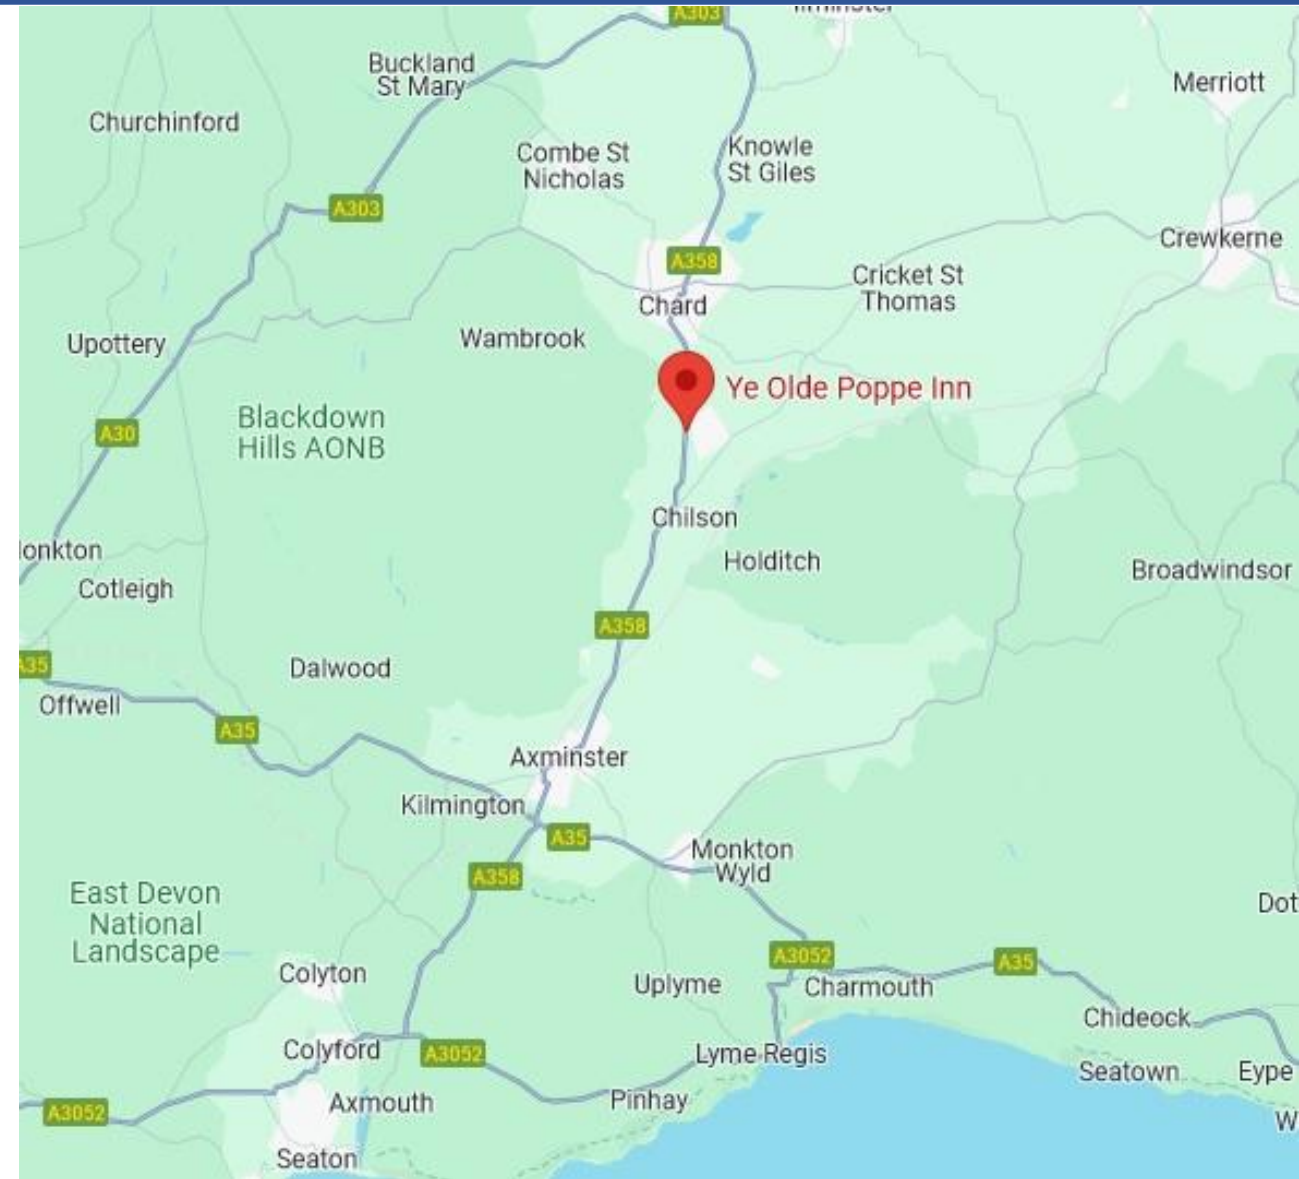 A303
Buckland
St Mary
Merriott
Churchinford
Knowle
St Giles
Combe St
Nicholas
A303
Crewkerne
A358
Cricket St
Thomas
Chard
Wambrook
Upottery
Ye Olde Poppe Inn
Blackdown
Hills AONB
A30
Chilson
onkton
Holditch
Broadwindsor
Cotleigh
A358
A35
Dalwood
Offwell
A35
Axminster
Kilmington
A35
Monkton
Wyld
A358
East Devon
National
Landscape
Dot
A3052
A35
Colyton
Uplyme
Charmouth
Chideock
Colyford
A3052
Lyme Regis
Seatown
Eype
Axmouth
Pinhay
A3052
W
Seaton